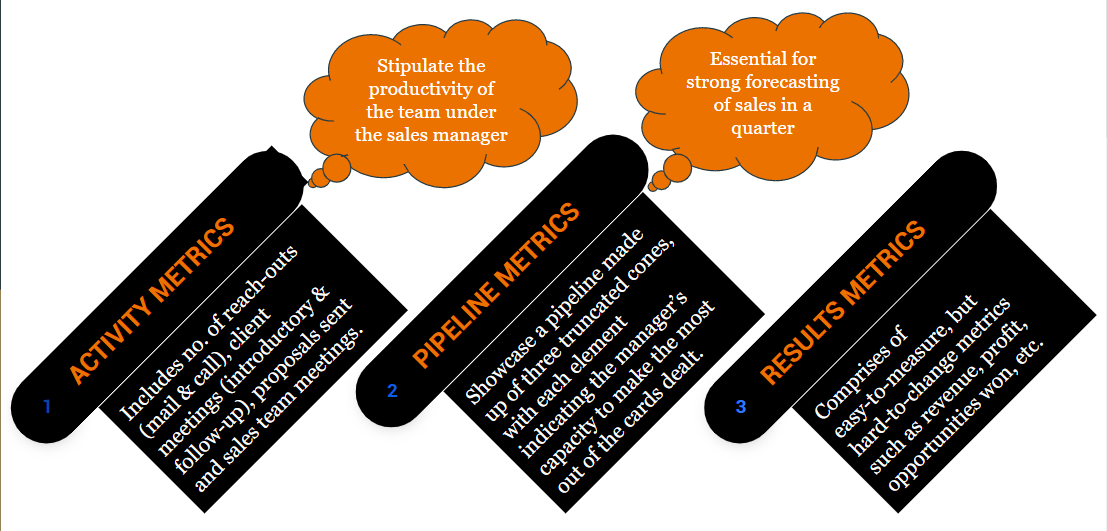 Stipulate the
productivity of
the team under
the sales manager
Essential for
strong forecasting
of sales in a
quarter
1
ACTIVITY METRICS
Includes no. of reach-outs
(mail & call), client
meetings (introductory &
follow-up), proposals sent
and sales team meetings.
2
PIPELINE METRICS
Showcase a pipeline made
up of three truncated cones,
with each element
indicating the manager's
capacity to make the most
out of the cards dealt.
3
RESULTS METRICS
Comprises of
easy-to-measure, but
hard-to-change metrics
such as revenue, profit,
opportunities won, etc.